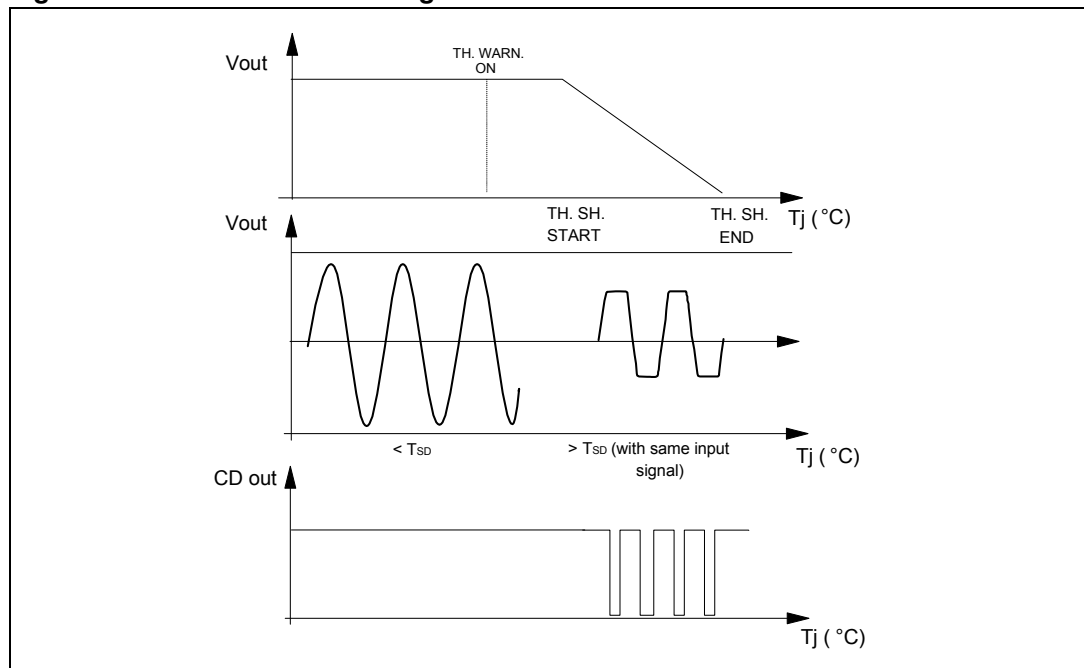 Vout
TH. WARN.
ON
TH. SH.
START
TH. SH.
END
Tj ( °C)
Vout
< TSD
> TSD (with same input
signal)
Tj ( °C)
CD out
Tj ( °C)